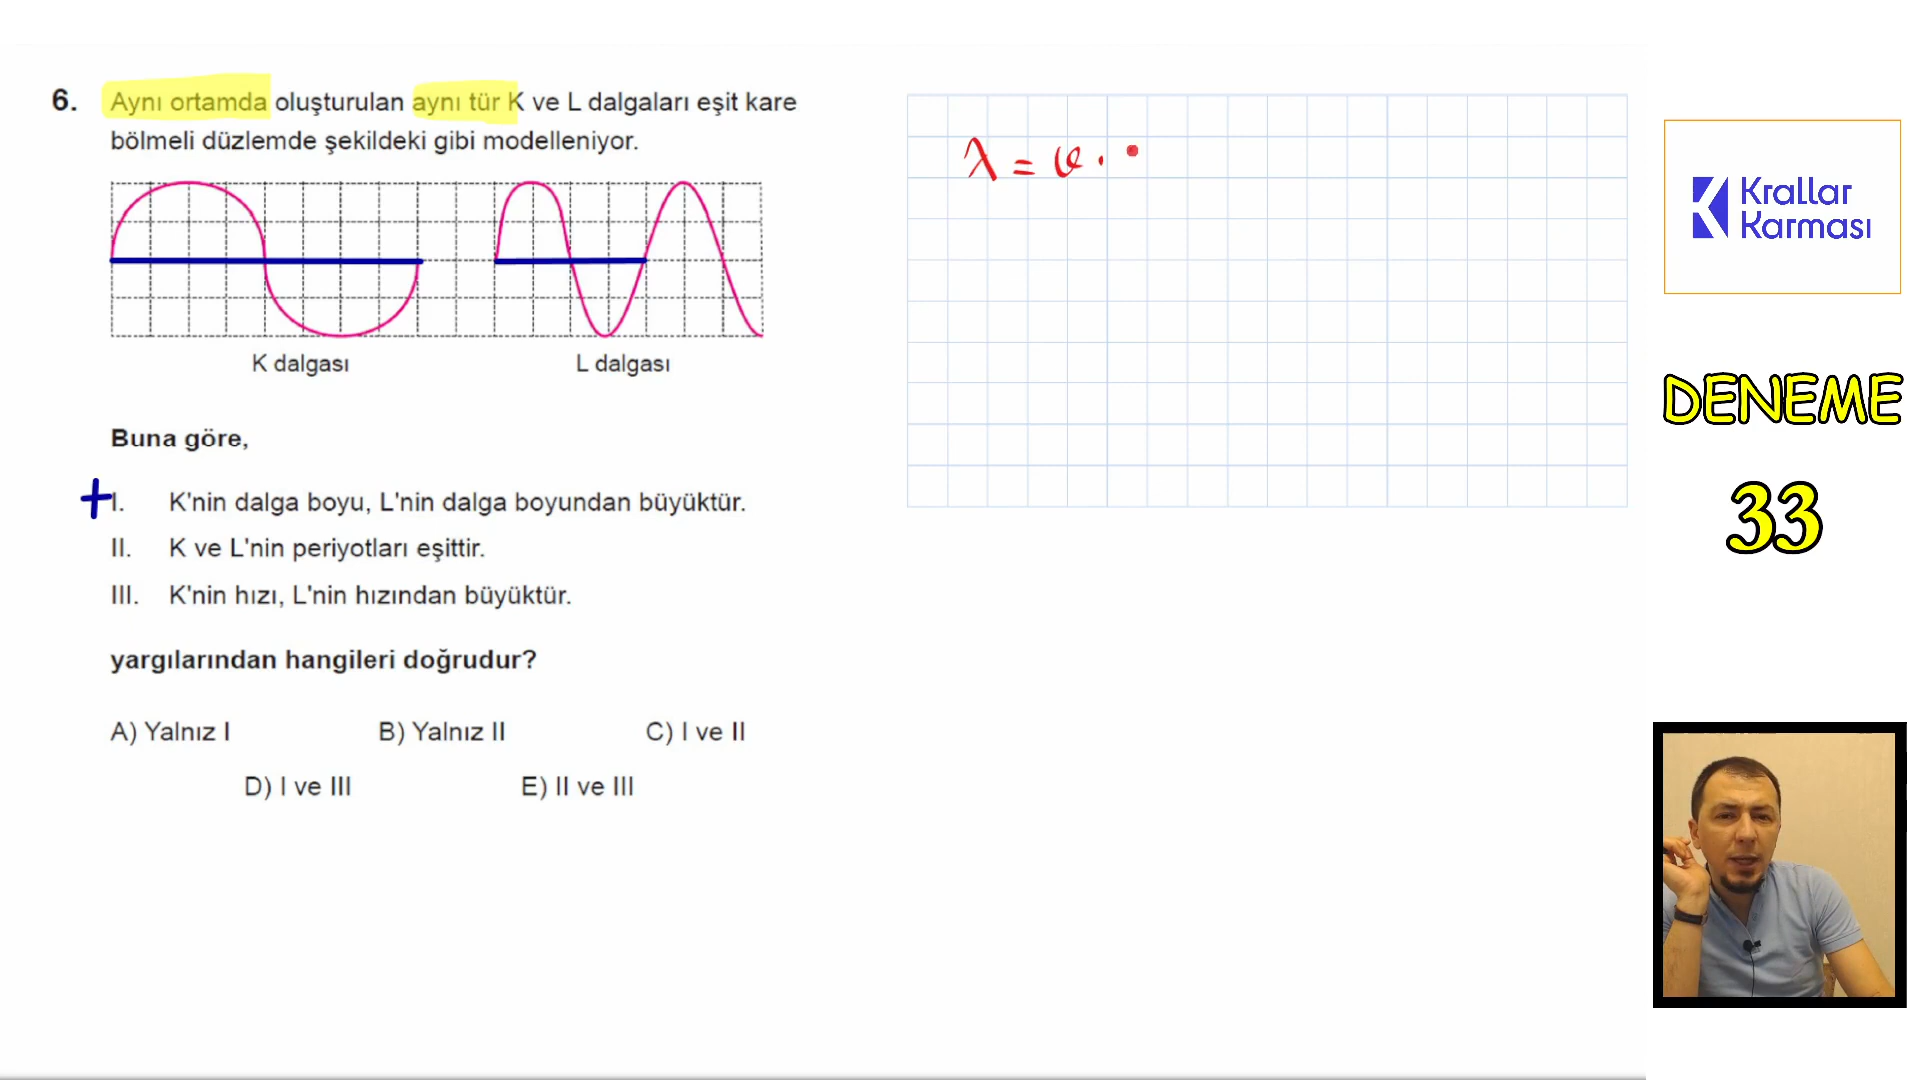 6. Aynı ortamda oluşturulan aynı tür K ve L dalgaları eşit kare
bölmeli düzlemde şekildeki gibi modelleniyor.
K dalgası
L dalgası
Buna göre,
+I. K'nin dalga boyu, L'nin dalga boyundan büyüktür.
II. K ve L'nin periyotları eşittir.
III. K'nin hızı, L'nin hızından büyüktür.
yargılarından hangileri doğrudur?
A) Yalnız I
B) Yalnız II
C) I ve II
D) I ve III
E) II ve III
λ = υ .
Krallar
Karması
DENEME
33